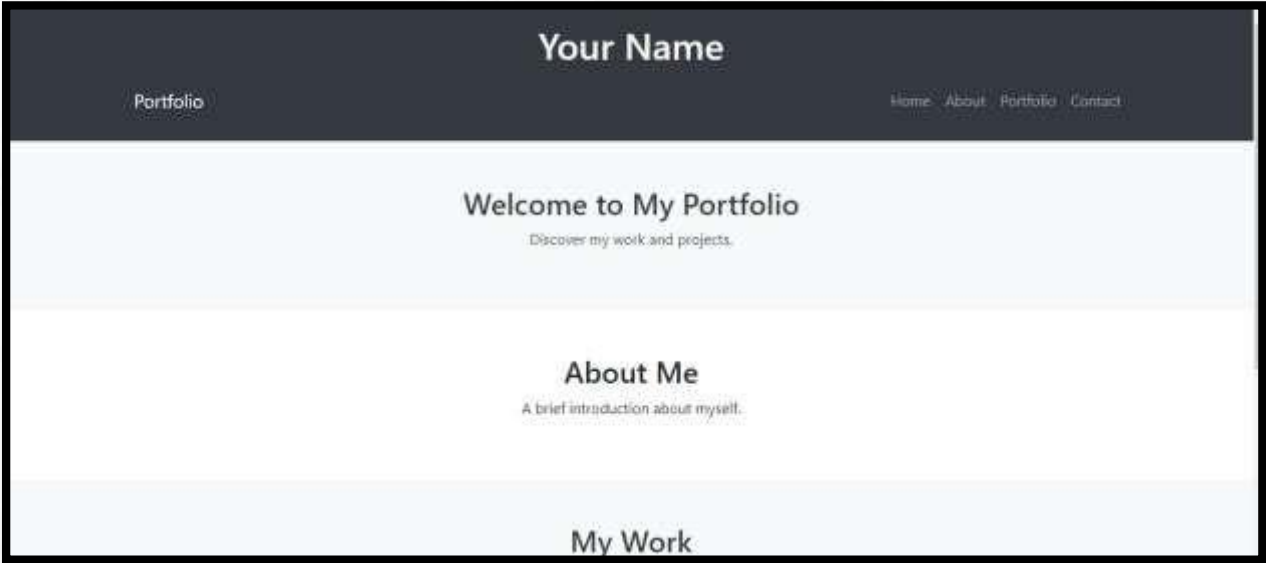 Your Name
Portfolio
Home About Portfolio Contact
Welcome to My Portfolio
Discover my work and projects.
About Me
A brief introduction about myself.
My Work